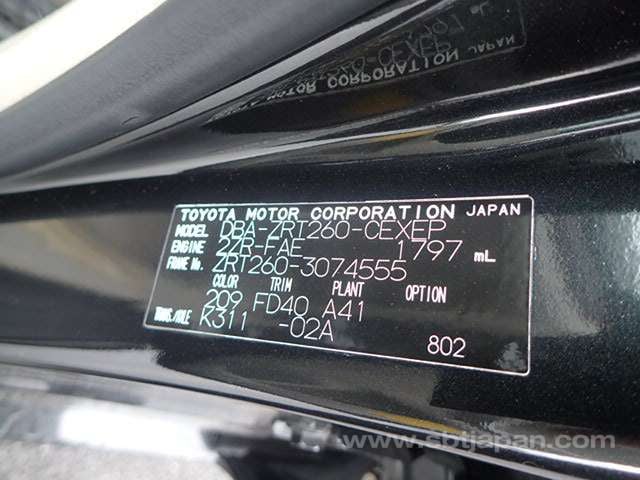 TOYOTA MOTOR CORPORATION JAPAN
MODEL DBA-ZRT260-CEXEP
ENGINE 2ZR-FAE 1797 mL
FRAME No. ZRT260-3074555
COLOR TRIM PLANT OPTION
209 FD40 A41
TRANS./AXLE K311 -02A
802
www.sbtjapan.com